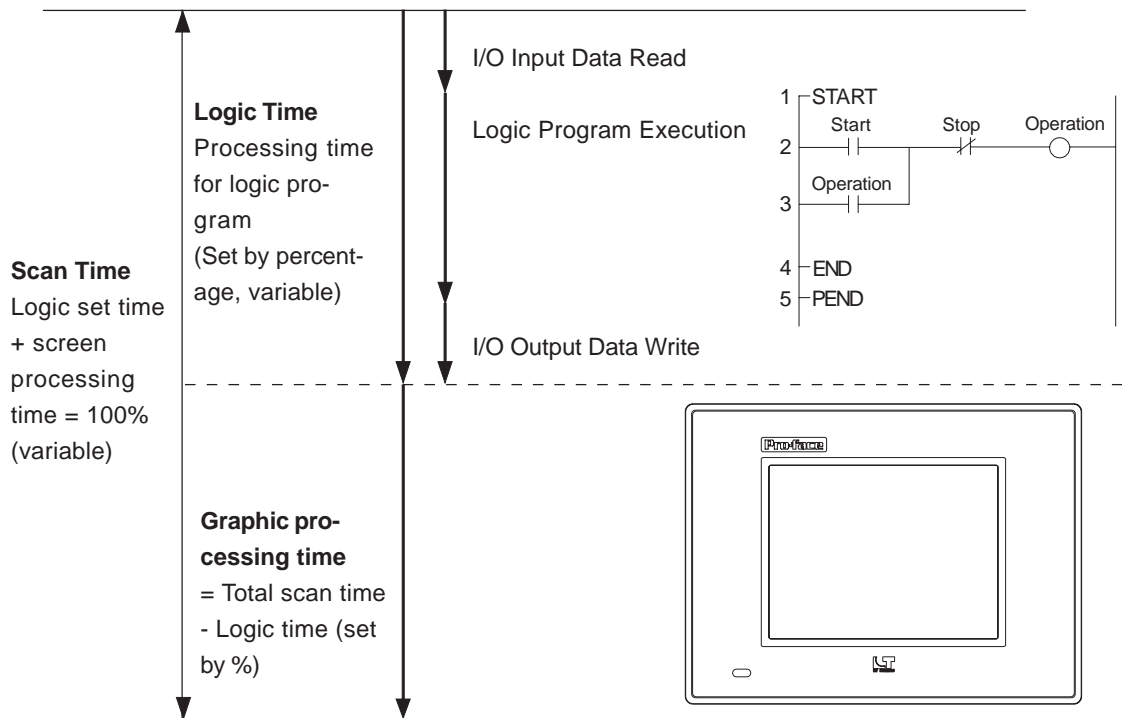 Scan Time
Logic set time
+ screen
processing
time = 100%
(variable)
Logic Time
Processing time
for logic pro-
gram
(Set by percent-
age, variable)
Graphic pro-
cessing time
= Total scan time
- Logic time (set
by %)
I/O Input Data Read
Logic Program Execution
I/O Output Data Write
1 START
Start Stop Operation
2
Operation
3
4 END
5 PEND
Pro-face
LT